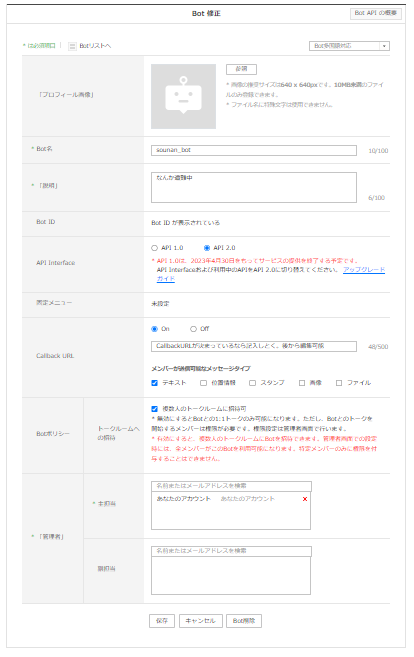 Bot 修正
Bot API の概要
* は必須項目
Botリストへ
Bot多言語対応
「プロフィール画像」
参照
* 画像の推奨サイズは640 x 640pxです。10MB未満のファイルのみ登録できます。
* ファイル名に特殊文字は使用できません。
* Bot名
sounan_bot
10/100
* 「説明」
なんか遭難中
6/100
Bot ID
Bot ID が表示されている
API Interface
API 1.0
API 2.0
* API 1.0は、2023年4月30日をもってサービスの提供を終了する予定です。
API Interfaceおよび利用中のAPIをAPI 2.0に切り替えてください。 アップグレード
ガイド
固定メニュー
未設定
Callback URL
On
Off
CallbackURLが決まっているなら記入しとく、後から編集可能
48/500
メンバーが送信可能なメッセージタイプ
テキスト
位置情報
スタンプ
画像
ファイル
Botポリシー
トークルームへ
の招待
複数人のトークルームに招待可
* 無効にするとBotとの1:1トークのみ可能になります。ただし、Botとのトークを
開始するメンバーは権限が必要です。権限設定は管理者画面で行います。
* 有効にすると、複数人のトークルームにBotを招待できます。管理者画面での設定
時には、全メンバーがこのBotを利用可能になります。特定メンバーのみに権限を付
与することはできません。
* 「管理者」
* 主担当
名前またはメールアドレスを検索
あなたのアカウント
あなたのアカウント
x
副担当
名前またはメールアドレスを検索
保存
キャンセル
Bot削除